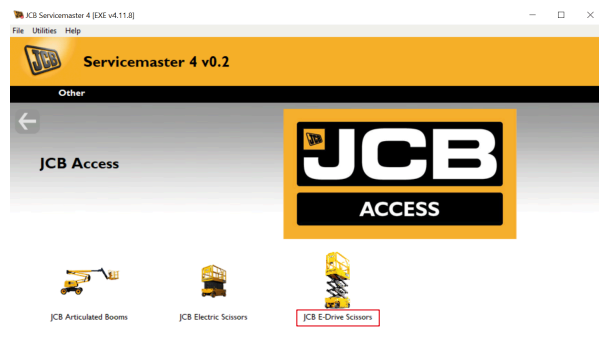 JCB Servicemaster 4 [EXE v4.11.8]
File Utilities Help
JCB Servicemaster 4 v0.2
Other
JCB Access
JCB
JCB
ACCESS
JCB Articulated Booms
JCB Electric Scissors
JCB E-Drive Scissors